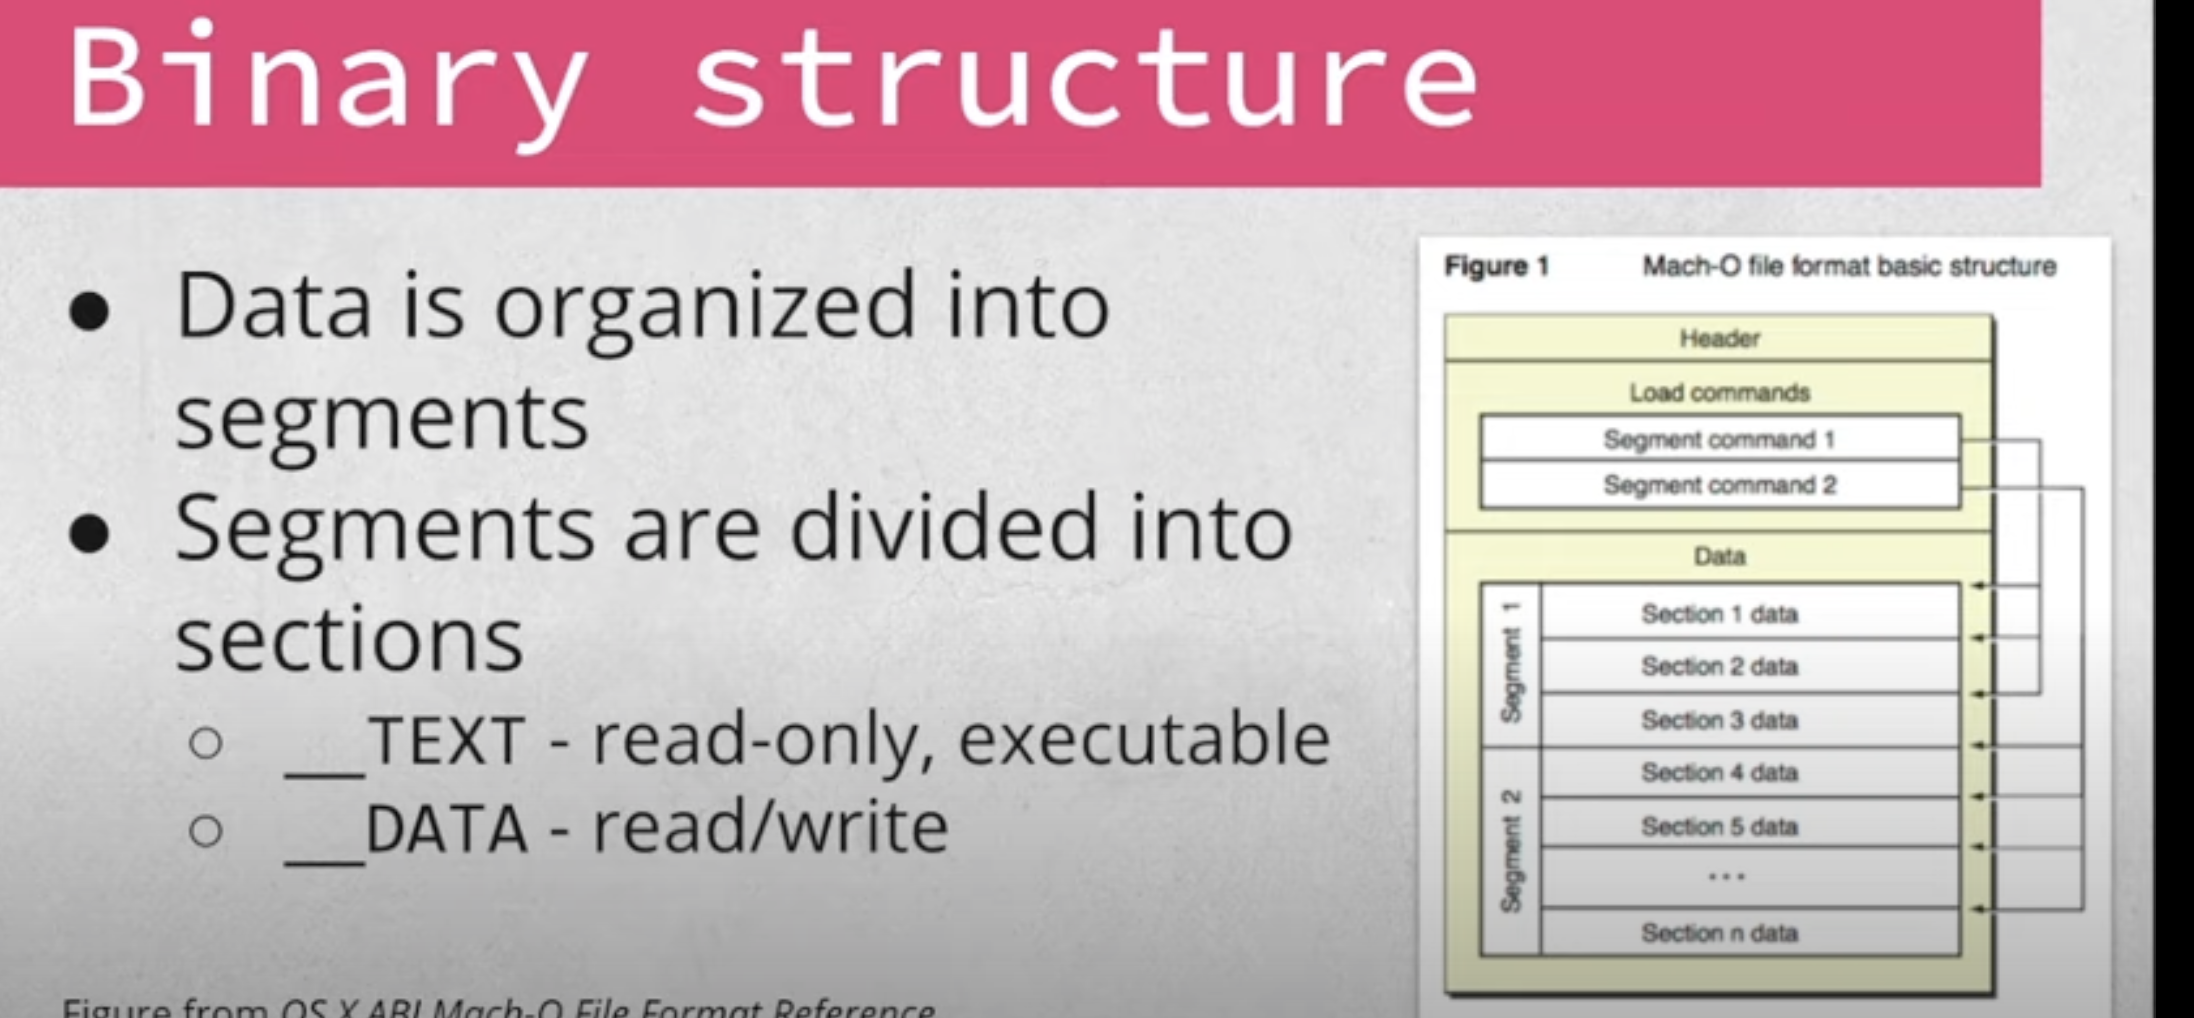 Binary structure
● Data is organized into
segments
● Segments are divided into
sections
○ __TEXT - read-only, executable
○ __DATA - read/write
Figure from OS X ABI Mach-O File Format Reference
Figure 1 Mach-O file format basic structure
Header
Load commands
Segment command 1
Segment command 2
Data
Segment 1
Section 1 data
Section 2 data
Section 3 data
Segment 2
Section 4 data
Section 5 data
...
Section n data